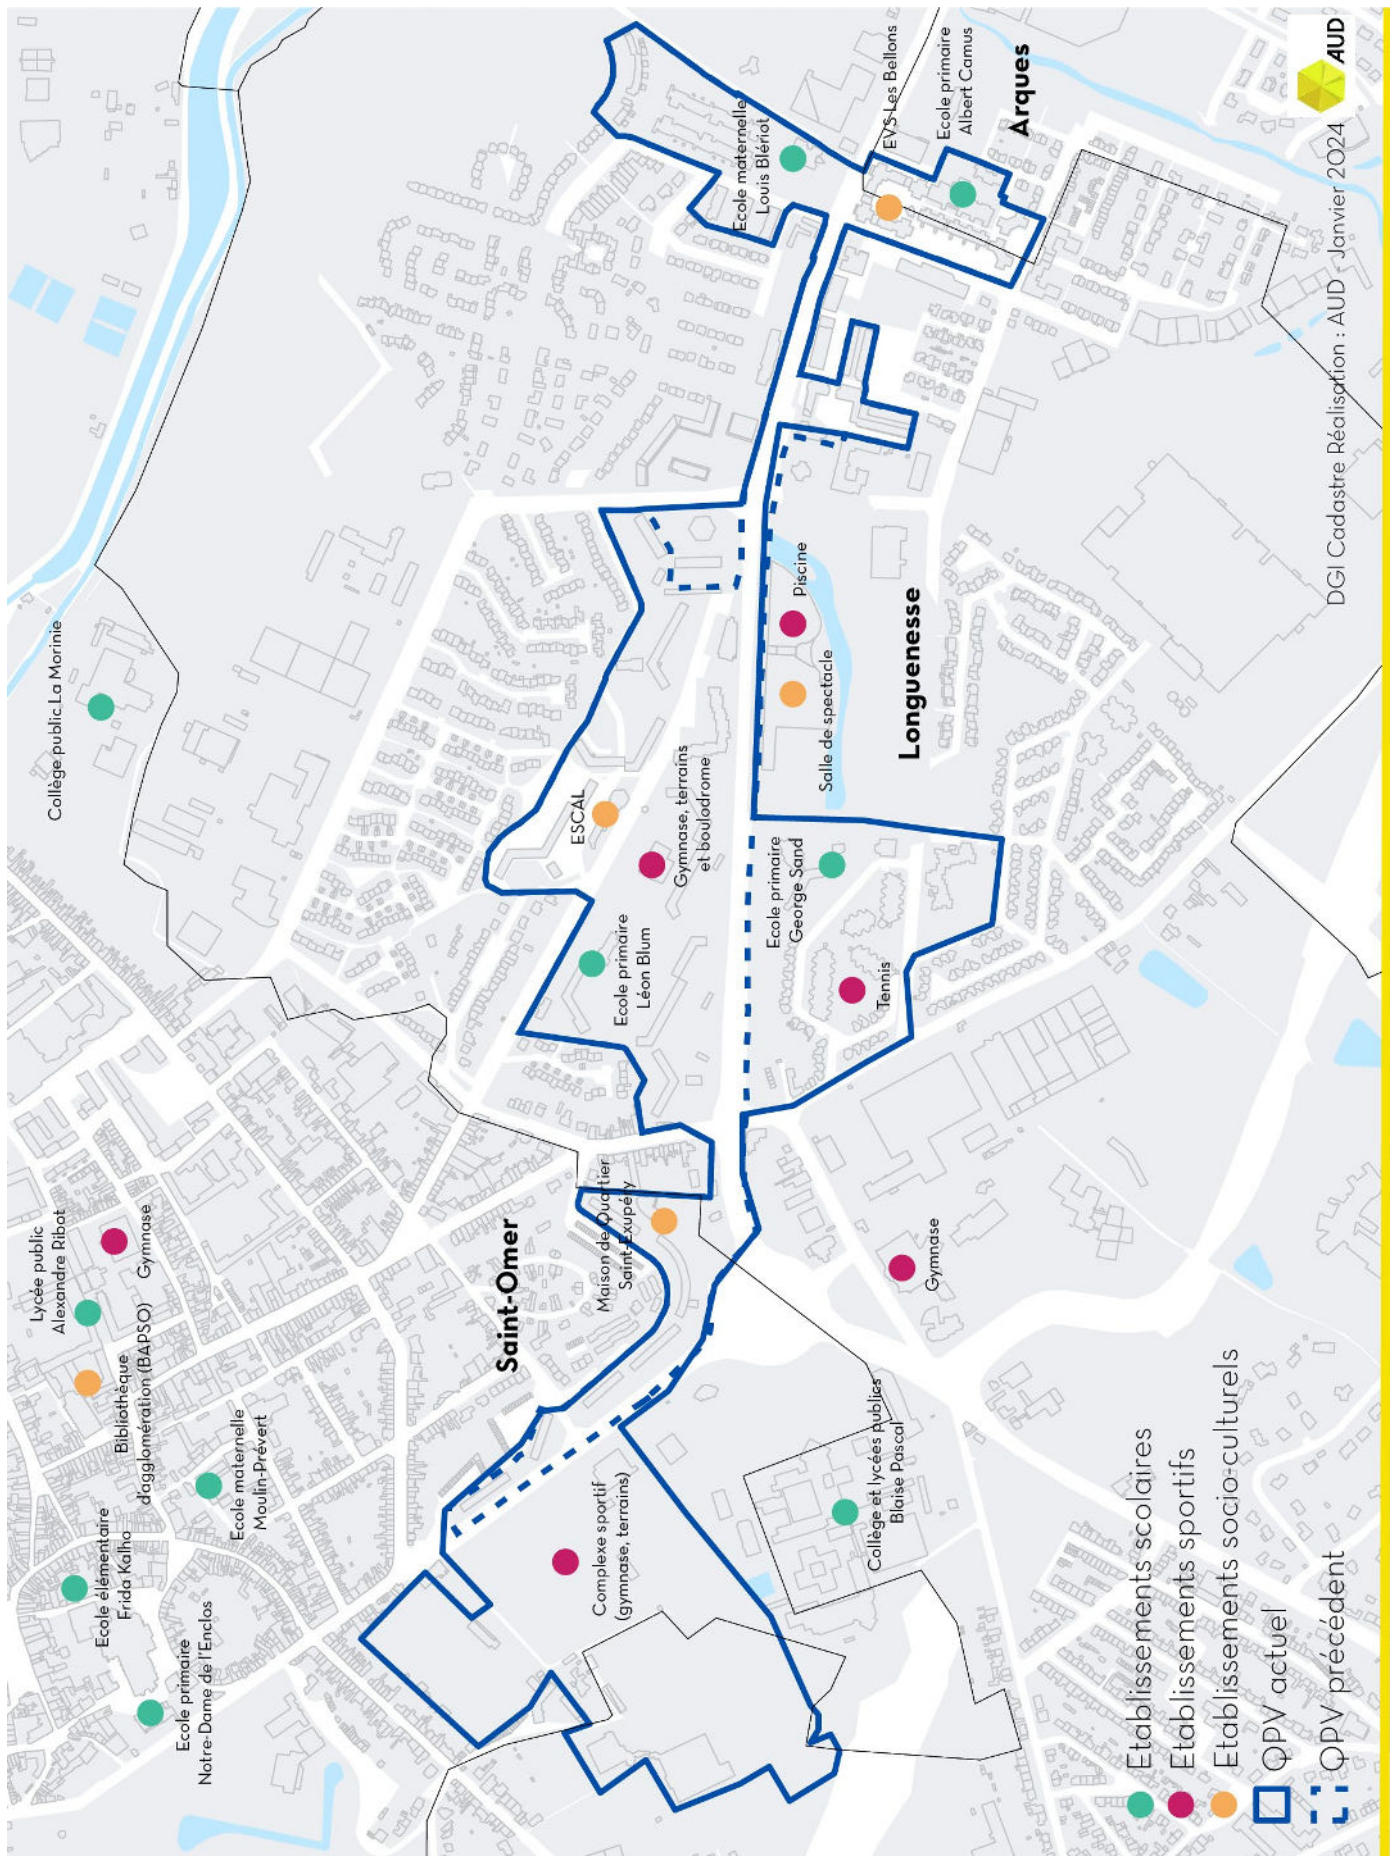 Ecole primaire
Notre-Dame de l'Enclos
Ecole élémentaire
Frida Kalho
Bibliothèque
d'agglomération (BAPSO)
Ecole maternelle
Moulin-Prévert
Lycée public
Alexandre Ribot
Gymnase
Collège public La Morinie
Saint-Omer
Maison de Quartier
Saint-Exupéry
Complexe sportif
(gymnase, terrains)
Collège et lycées publics
Blaise Pascal
Gymnase
Ecole primaire
Léon Blum
ESCAL
Gymnase, terrains
et boulodrome
Ecole primaire
George Sand
Tennis
Salle de spectacle
Piscine
Longuenesse
Ecole maternelle
Louis Blériot
EVS Les Bellons
Ecole primaire
Albert Camus
Arques
Etablissements scolaires
Etablissements sportifs
Etablissements socio-culturels
QPV actuel
QPV précédent
DGI Cadastre Réalisation : AUD - Janvier 2024
AUD